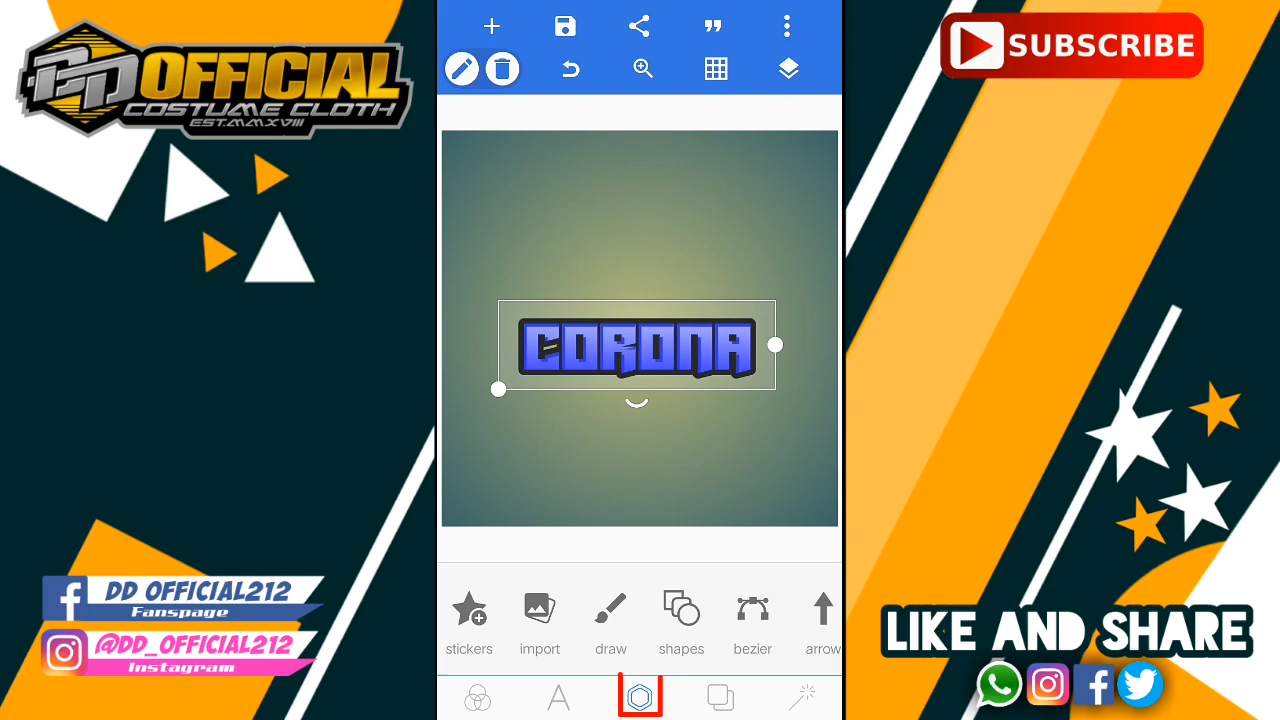 DD OFFICIAL
COSTUME CLOTH
EST.MMXVIII
SUBSCRIBE
CORONA
stickers
import
draw
shapes
bezier
arrow
DD OFFICIAL212
Fanspage
@DD_OFFICIAL212
Instagram
LIKE AND SHARE